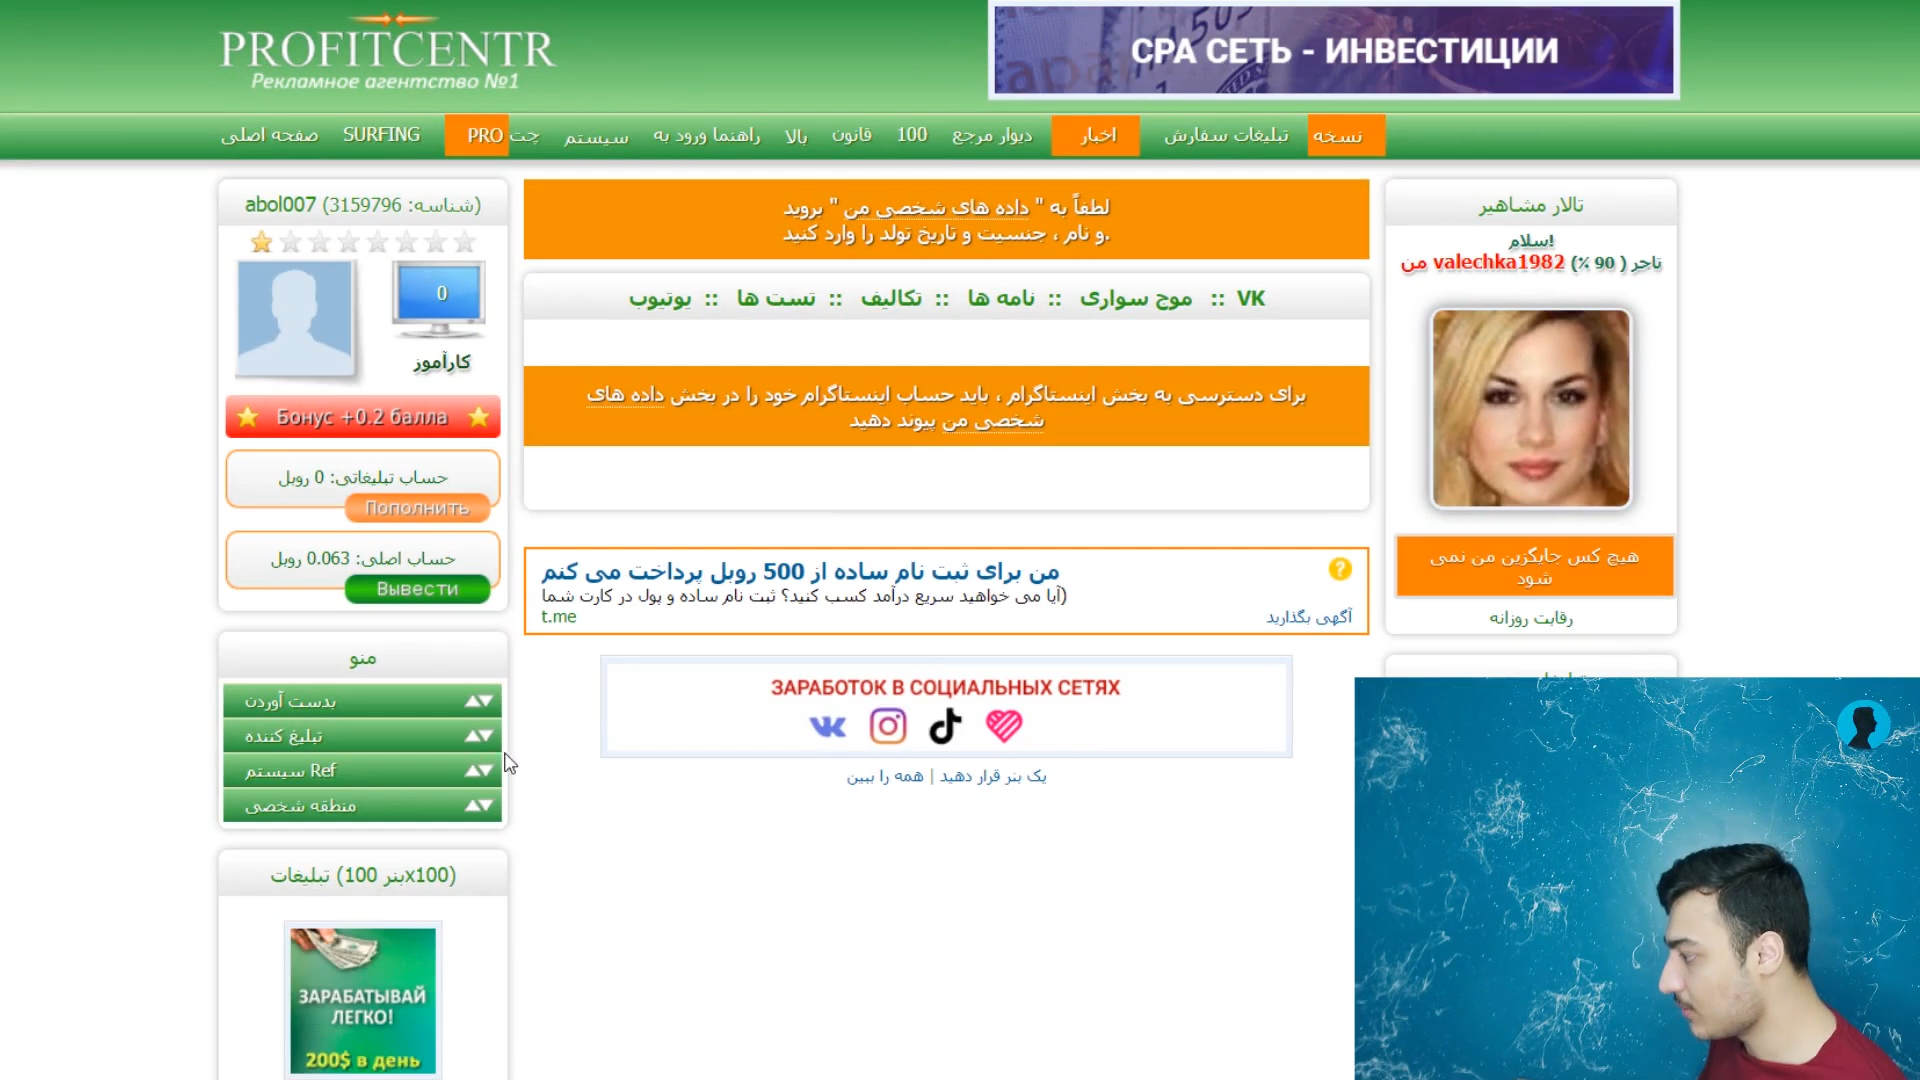 PROFITCENTR
Рекламное агентство №1
СРА СЕТЬ - ИНВЕСТИЦИИ
صفحه اصلی SURFING PRO چت سیستم راهنما ورود به بالا قانون 100 دیوار مرجع اخبار تبلیغات سفارش نسخه
abol007 (شناسه: 3159796)
0
کارآموز
Бонус +0.2 балла
حساب تبلیغاتی: 0 روبل
Пополнить
حساب اصلی: 0.063 روبل
Вывести
منو
بدست آوردن
تبلیغ کننده
سیستم Ref
منطقه شخصی
تبلیغات (100 بنر x100)
ЗАРАБАТЫВАЙ
ЛЕГКО!
200$ в день
لطفاً به " داده های شخصی من " بروید
و نام ، جنسیت و تاریخ تولد را وارد کنید.
VK :: موج سواری :: نامه ها :: تکالیف :: تست ها :: یوتیوب
برای دسترسی به بخش اینستاگرام ، باید حساب اینستاگرام خود را در بخش داده های
شخصی من پیوند دهید
من برای ثبت نام ساده از 500 روبل پرداخت می کنم
?
آیا می خواهید سریع درآمد کسب کنید؟ ثبت نام ساده و پول در کارت شما)
t.me
آگهی بگذارید
ЗАРАБОТОК В СОЦИАЛЬНЫХ СЕТЯХ
یک بنر قرار دهید | همه را ببین
تالار مشاهیر
سلام!
تاجر ( 90 ٪) valechka1982 من
هیچ کس جایگزین من نمی
شود
رقابت روزانه